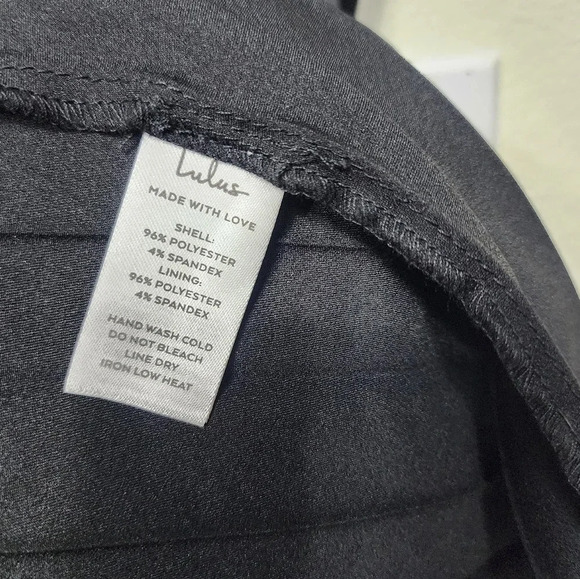 Lulus
MADE WITH LOVE
SHELL:
96% POLYESTER
4% SPANDEX
LINING:
96% POLYESTER
4% SPANDEX
HAND WASH COLD
DO NOT BLEACH
LINE DRY
IRON LOW HEAT